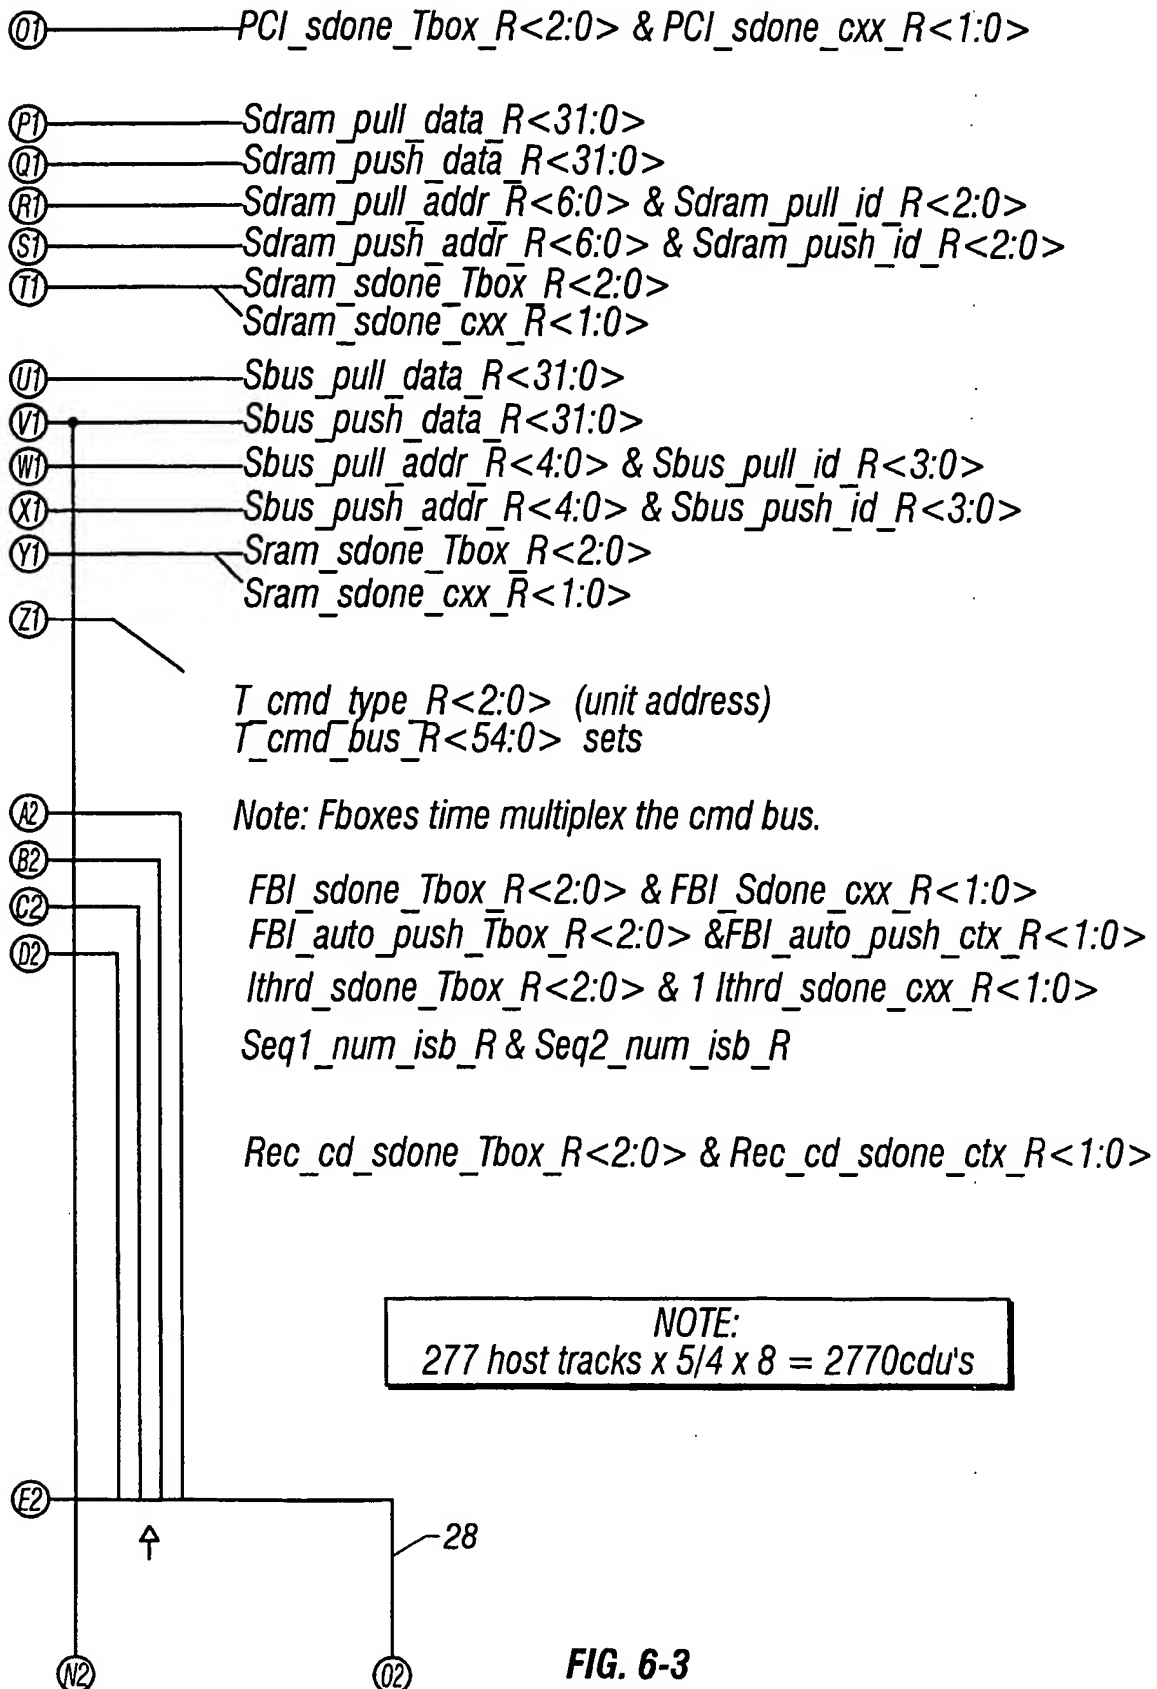 O1 PCI_sdone_Tbox_R<2:0> & PCI_sdone_cxx_R<1:0>
P1 Sdram_pull_data_R<31:0>
Q1 Sdram_push_data_R<31:0>
R1 Sdram_pull_addr_R<6:0> & Sdram_pull_id_R<2:0>
S1 Sdram_push_addr_R<6:0> & Sdram_push_id_R<2:0>
T1 Sdram_sdone_Tbox_R<2:0>
Sdram_sdone_cxx_R<1:0>
U1 Sbus_pull_data_R<31:0>
V1 Sbus_push_data_R<31:0>
W1 Sbus_pull_addr_R<4:0> & Sbus_pull_id_R<3:0>
X1 Sbus_push_addr_R<4:0> & Sbus_push_id_R<3:0>
Y1 Sram_sdone_Tbox_R<2:0>
Sram_sdone_cxx_R<1:0>
Z1
T_cmd_type_R<2:0> (unit address)
T_cmd_bus_R<54:0> sets
A2 Note: Fboxes time multiplex the cmd bus.
B2
FBI_sdone_Tbox_R<2:0> & FBI_Sdone_cxx_R<1:0>
C2
FBI_auto_push_Tbox_R<2:0> &FBI_auto_push_ctx_R<1:0>
D2
Ithrd_sdone_Tbox_R<2:0> & 1 Ithrd_sdone_cxx_R<1:0>
Seq1_num_isb_R & Seq2_num_isb_R
Rec_cd_sdone_Tbox_R<2:0> & Rec_cd_sdone_ctx_R<1:0>
NOTE:
277 host tracks x 5/4 x 8 = 2770cdu's
E2
28
N2
O2
FIG. 6-3